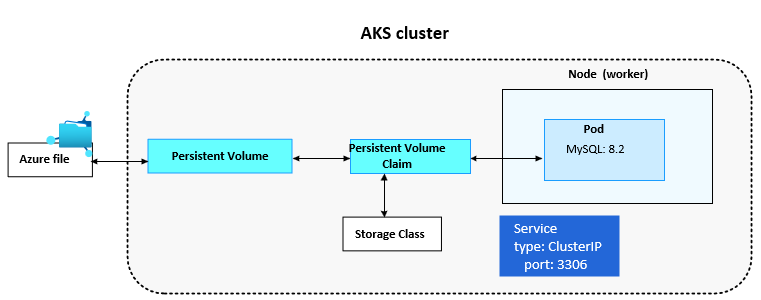 AKS cluster
Node (worker)
Azure file
Persistent Volume
Persistent Volume
Claim
Pod
MySQL: 8.2
Storage Class
Service
type: ClusterIP
port: 3306